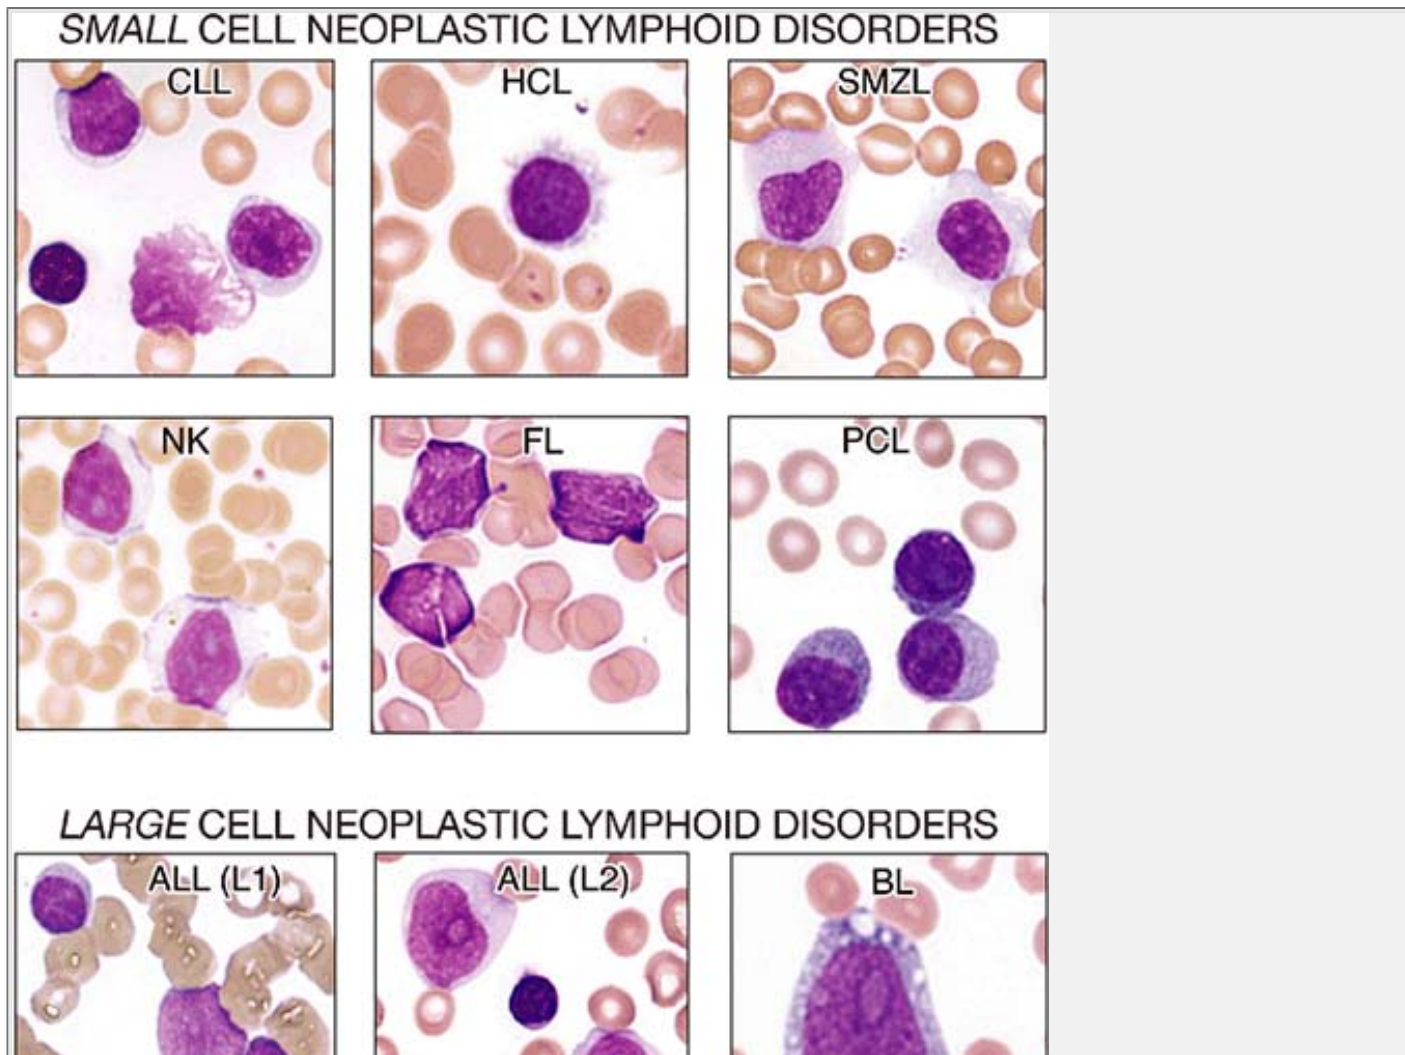 SMALL CELL NEOPLASTIC LYMPHOID DISORDERS
CLL
HCL
SMZL
NK
FL
PCL
LARGE CELL NEOPLASTIC LYMPHOID DISORDERS
ALL (L1)
ALL (L2)
BL